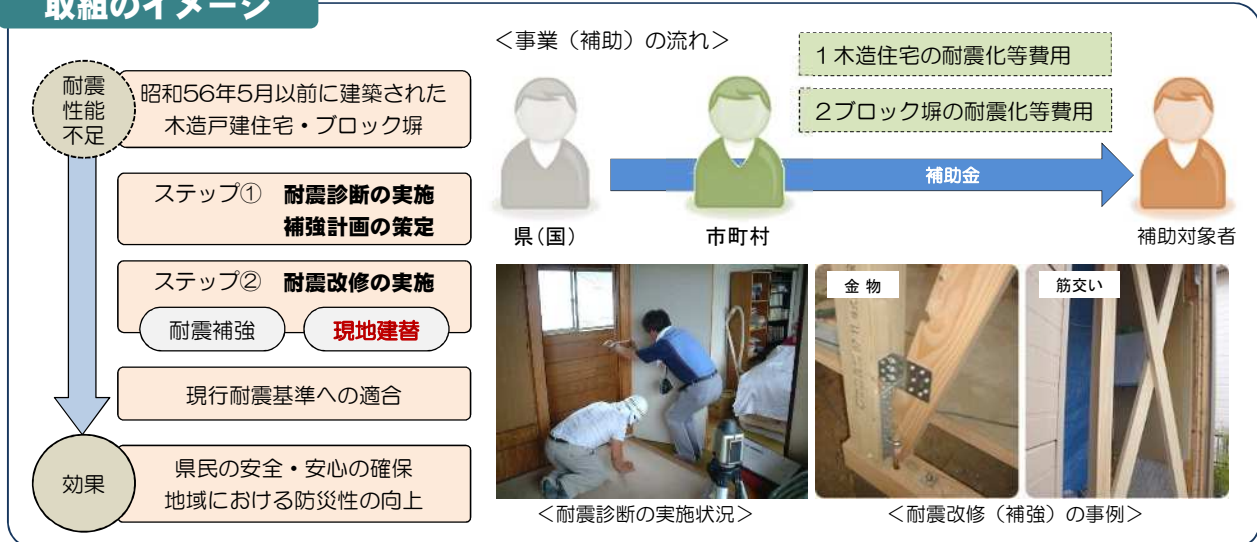 取組のイメージ
耐震
性能
不足
昭和56年5月以前に建築された
木造戸建住宅・ブロック塀
ステップ① 耐震診断の実施
補強計画の策定
ステップ② 耐震改修の実施
耐震補強 現地建替
現行耐震基準への適合
効果
県民の安全・安心の確保
地域における防災性の向上
＜事業（補助）の流れ＞
1木造住宅の耐震化等費用
2ブロック塀の耐震化等費用
補助金
県(国)
市町村
補助対象者
金物
筋交い
＜耐震診断の実施状況＞
＜耐震改修（補強）の事例＞